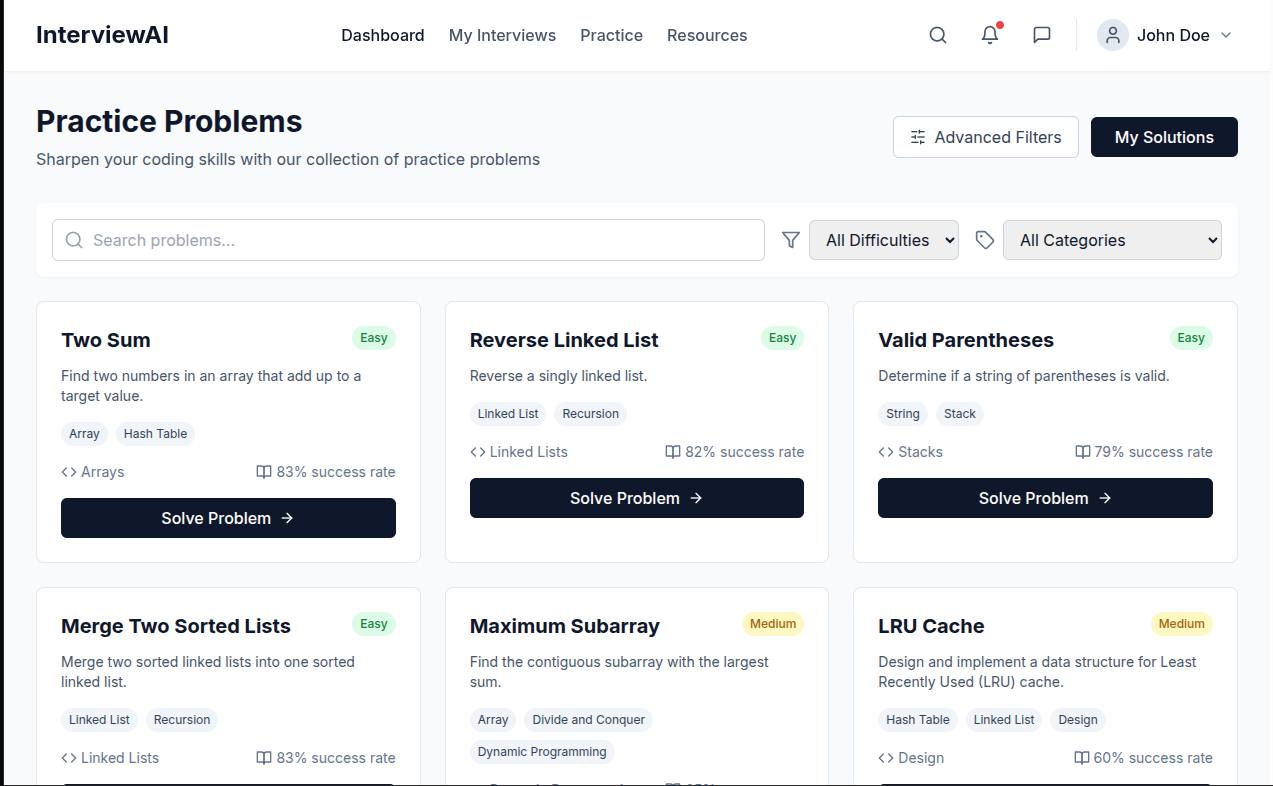 InterviewAI
Dashboard My Interviews Practice Resources
John Doe
Practice Problems
Sharpen your coding skills with our collection of practice problems
Advanced Filters
My Solutions
Search problems...
All Difficulties
All Categories
Two Sum
Easy
Find two numbers in an array that add up to a
target value.
Array Hash Table
Arrays 83% success rate
Solve Problem
Reverse Linked List
Easy
Reverse a singly linked list.
Linked List Recursion
Linked Lists 82% success rate
Solve Problem
Valid Parentheses
Easy
Determine if a string of parentheses is valid.
String Stack
Stacks 79% success rate
Solve Problem
Merge Two Sorted Lists
Easy
Merge two sorted linked lists into one sorted
linked list.
Linked List Recursion
Linked Lists 83% success rate
Maximum Subarray
Medium
Find the contiguous subarray with the largest
sum.
Array Divide and Conquer
Dynamic Programming
LRU Cache
Medium
Design and implement a data structure for Least
Recently Used (LRU) cache.
Hash Table Linked List Design
Design 60% success rate